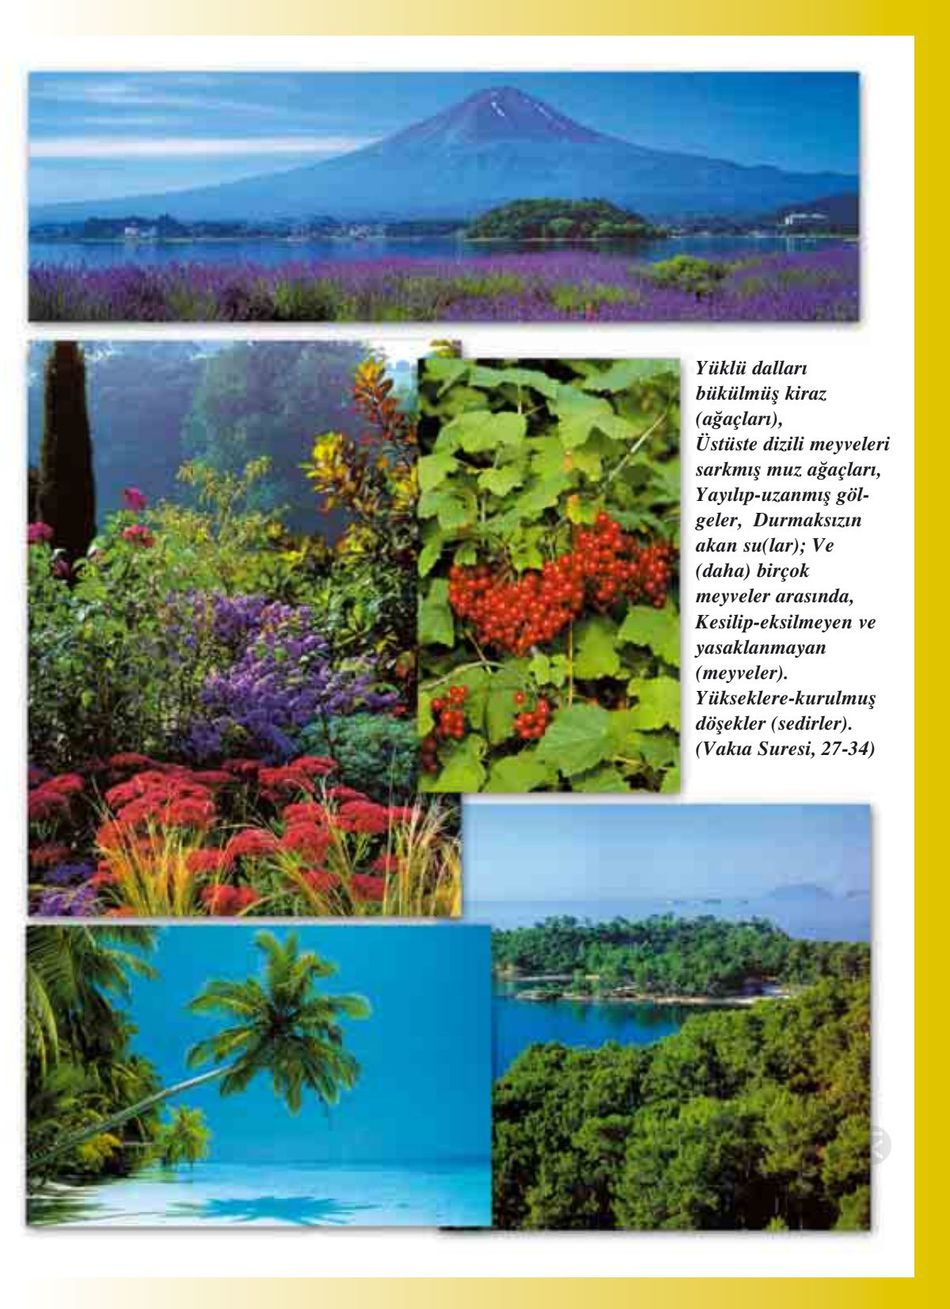 Yüklü dalları
bükülmüş kiraz
(ağaçları),
Üstüste dizili meyveleri
sarkmış muz ağaçları,
Yayılıp-uzanmış göl-
geler, Durmaksızın
akan su(lar); Ve
(daha) birçok
meyveler arasında,
Kesilip-eksilmeyen ve
yasaklanmayan
(meyveler).
Yükseklere-kurulmuş
döşekler (sedirler).
(Vakıa Suresi, 27-34)